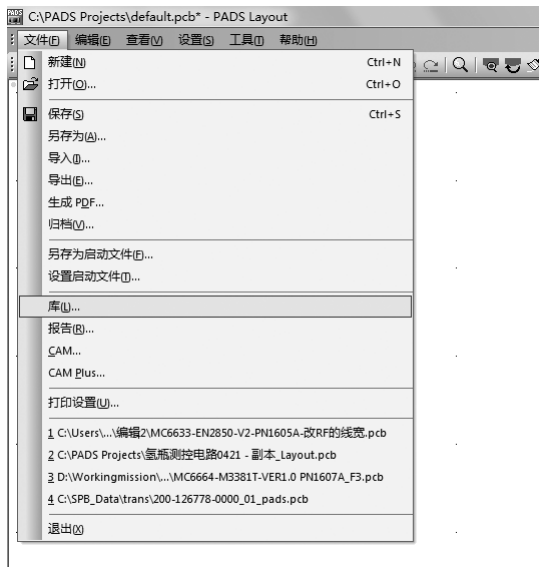 C:\PADS Projects\default.pcb* - PADS Layout
文件(F) 编辑(E) 查看(V) 设置(S) 工具(T) 帮助(H)
新建(N) Ctrl+N
打开(O)... Ctrl+O
保存(S) Ctrl+S
另存为(A)...
导入(I)...
导出(E)...
生成 PDF...
归档(V)...
另存为启动文件(F)...
设置启动文件(T)...
库(L)...
报告(R)...
CAM...
CAM Plus...
打印设置(U)...
1 C:\Users\...\编辑2\MC6633-EN2850-V2-PN1605A-改RF的线宽.pcb
2 C:\PADS Projects\氢瓶测控电路0421 - 副本_Layout.pcb
3 D:\Workingmission\...\MC6664-M3381T-VER1.0 PN1607A_F3.pcb
4 C:\SPB_Data\trans\200-126778-0000_01_pads.pcb
退出(X)